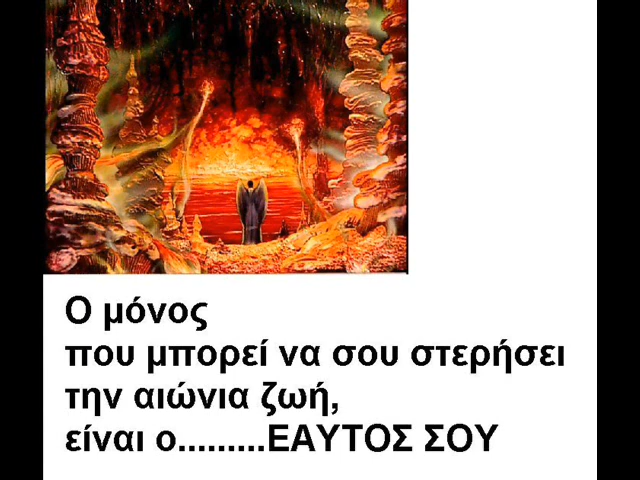 Ο μόνος
που μπορεί να σου στερήσει
την αιώνια ζωή,
είναι ο.........ΕΑΥΤΟΣ ΣΟΥ